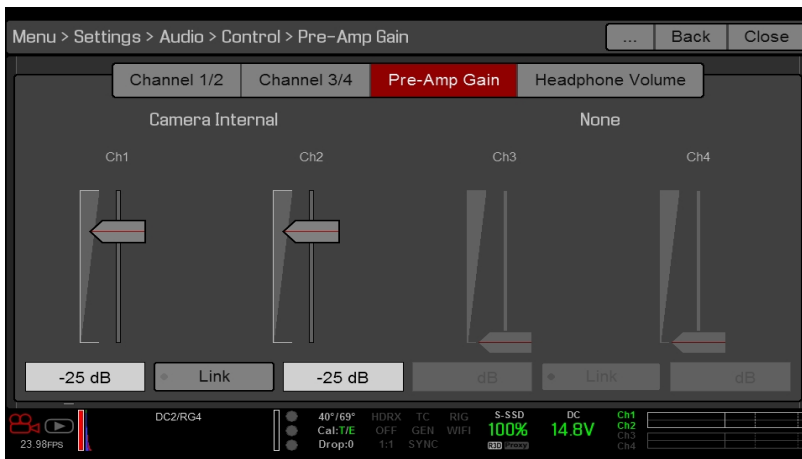 Menu > Settings > Audio > Control > Pre-Amp Gain ... Back Close
Channel 1/2 Channel 3/4 Pre-Amp Gain Headphone Volume
Camera Internal None
Ch1 Ch2 Ch3 Ch4
-25 dB Link -25 dB dB Link dB
DC2/RG4 40°/69° HDRX TC RIG S-SSD DC Ch1
Cal:T/E OFF GEN WIFI 100% 14.8V Ch2
23.98FPS Drop:0 1:1 SYNC R3D Proxy Ch3
Ch4